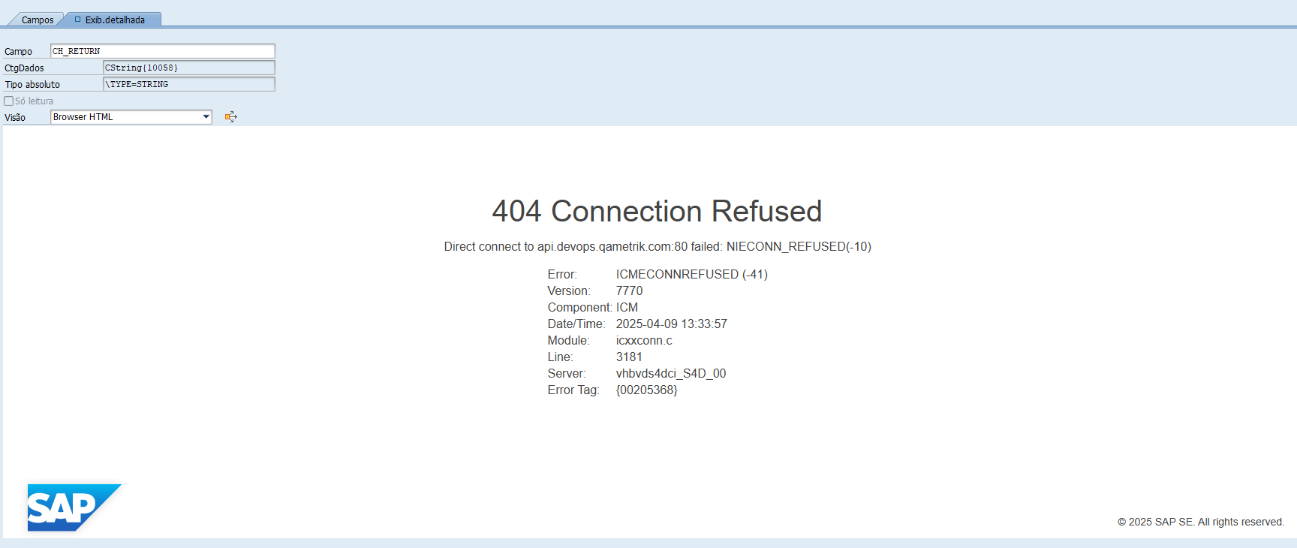 Campos
Exib.detalhada
Campo CH_RETURN
CtgDados CString{10058}
Tipo absoluto \TYPE=STRING
Só leitura
Visão Browser HTML
404 Connection Refused
Direct connect to api.devops.qametrik.com:80 failed: NIECONN_REFUSED(-10)
Error: ICMECONNREFUSED (-41)
Version: 7770
Component: ICM
Date/Time: 2025-04-09 13:33:57
Module: icxxconn.c
Line: 3181
Server: vhbvds4dci_S4D_00
Error Tag: {00205368}
SAP
© 2025 SAP SE. All rights reserved.